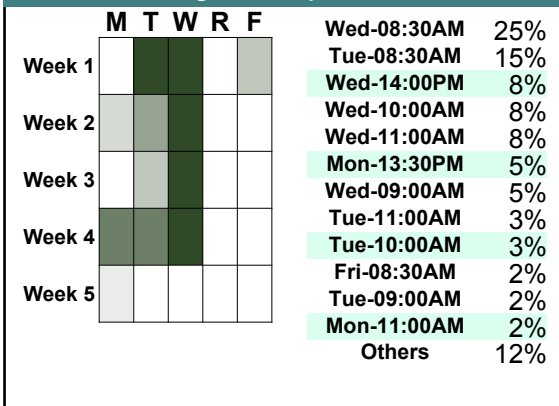 M T W R F
Week 1
Week 2
Week 3
Week 4
Week 5
Wed-08:30AM 25%
Tue-08:30AM 15%
Wed-14:00PM 8%
Wed-10:00AM 8%
Wed-11:00AM 8%
Mon-13:30PM 5%
Wed-09:00AM 5%
Tue-11:00AM 3%
Tue-10:00AM 3%
Fri-08:30AM 2%
Tue-09:00AM 2%
Mon-11:00AM 2%
Others 12%